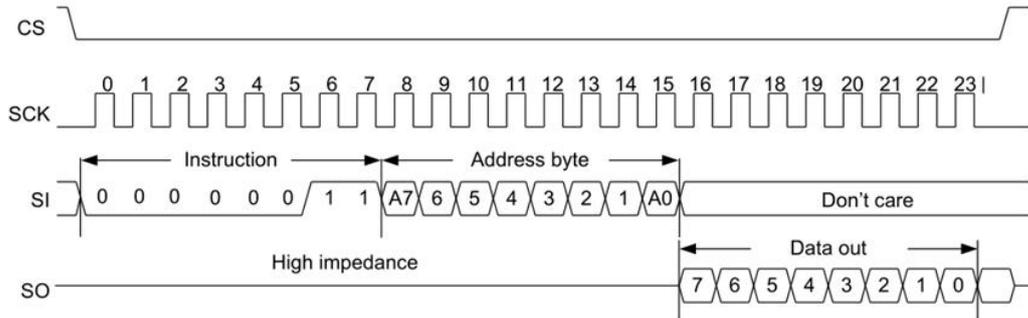 CS
0 1 2 3 4 5 6 7 8 9 10 11 12 13 14 15 16 17 18 19 20 21 22 23
SCK
Instruction Address byte
SI 0 0 0 0 0 0 1 1 A7 6 5 4 3 2 1 A0 Don't care
High impedance Data out
SO 7 6 5 4 3 2 1 0